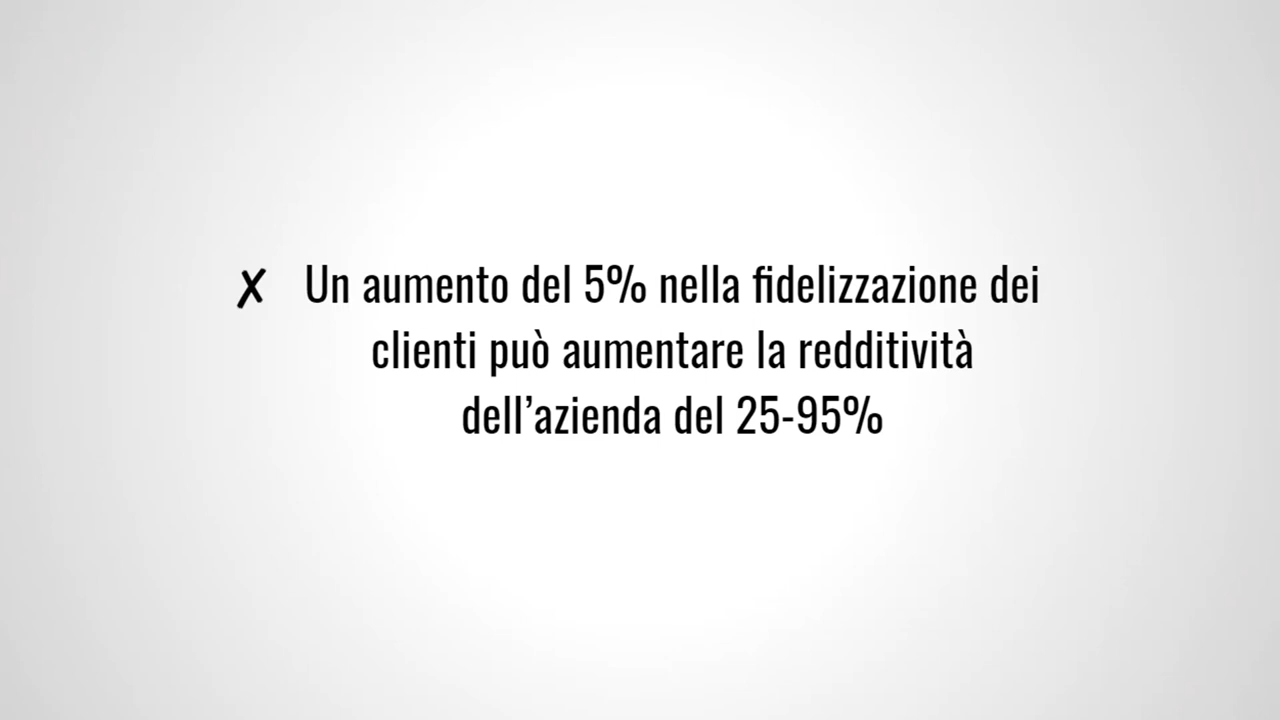 ✗ Un aumento del 5% nella fidelizzazione dei
clienti può aumentare la redditività
dell’azienda del 25-95%